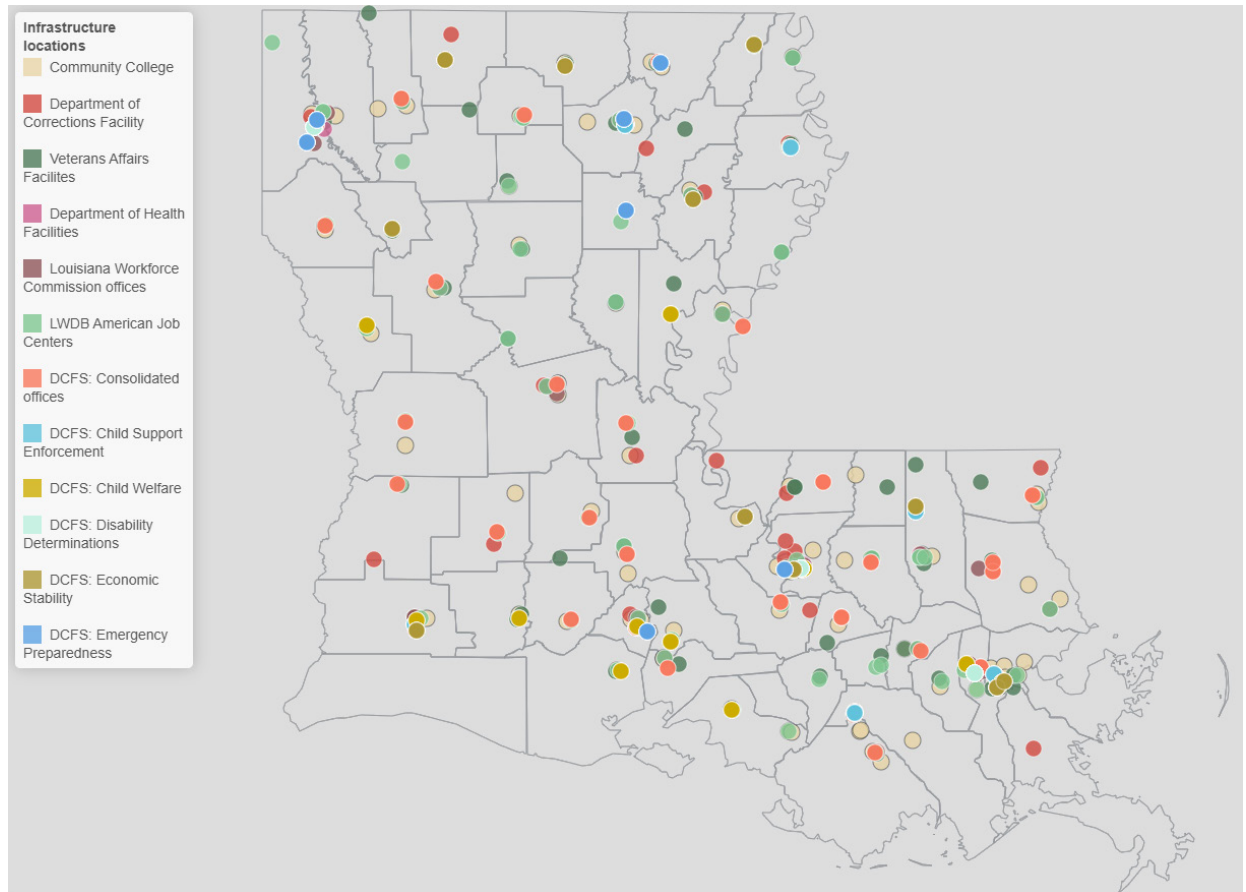 Infrastructure
locations
Community College
Department of
Corrections Facility
Veterans Affairs
Facilites
Department of Health
Facilities
Louisiana Workforce
Commission offices
LWDB American Job
Centers
DCFS: Consolidated
offices
DCFS: Child Support
Enforcement
DCFS: Child Welfare
DCFS: Disability
Determinations
DCFS: Economic
Stability
DCFS: Emergency
Preparedness